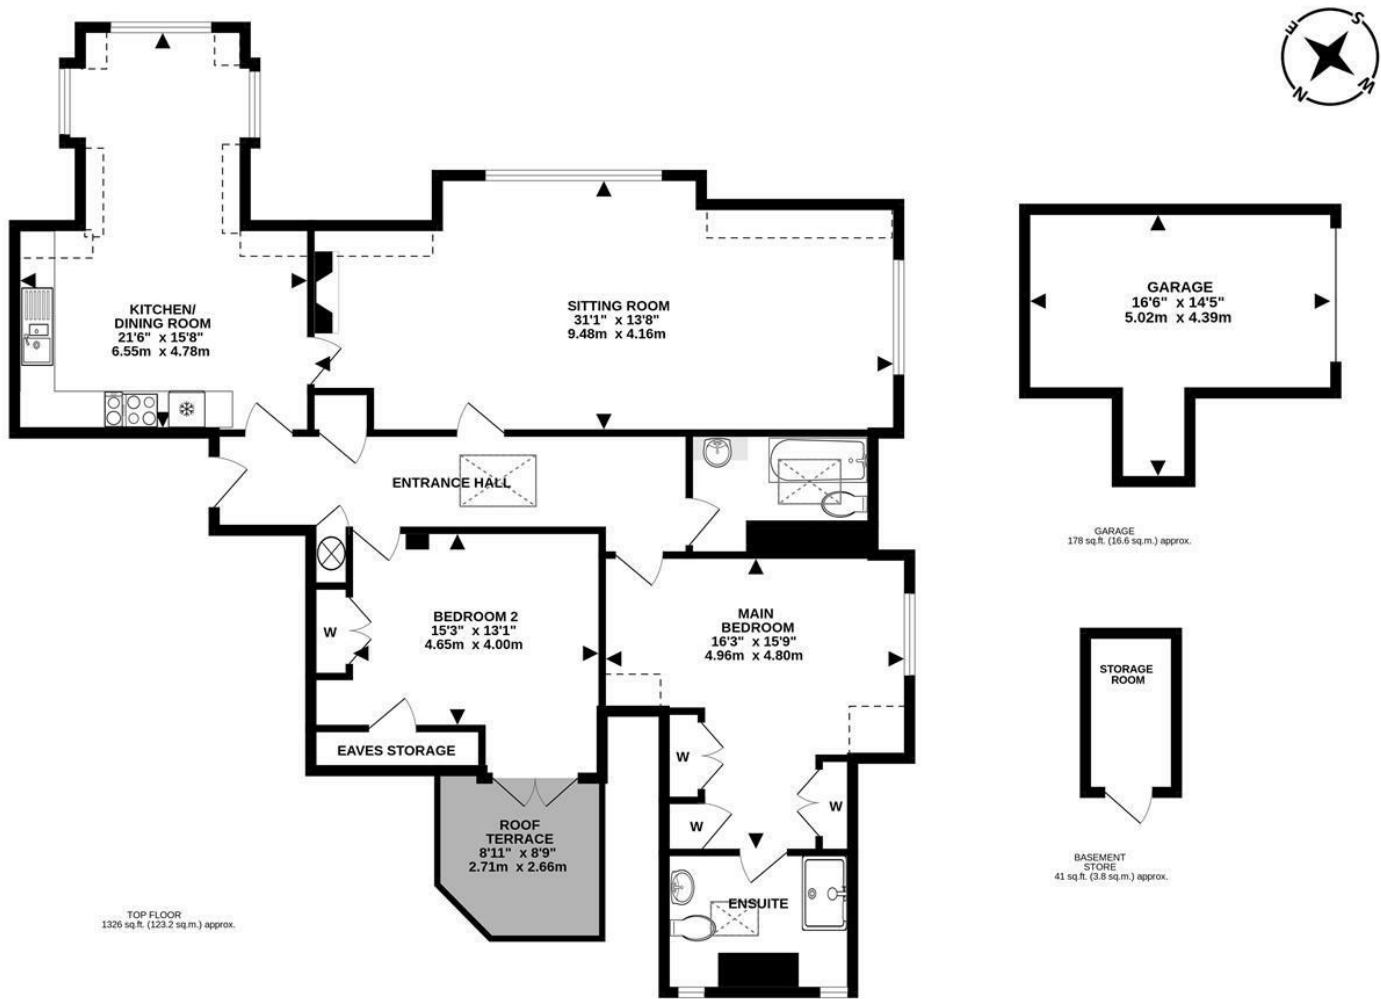 S
E
W
N
KITCHEN/
DINING ROOM
21'6" x 15'8"
6.55m x 4.78m
SITTING ROOM
31'1" x 13'8"
9.48m x 4.16m
GARAGE
16'6" x 14'5"
5.02m x 4.39m
ENTRANCE HALL
GARAGE
178 sq.ft. (16.6 sq.m.) approx.
BEDROOM 2
15'3" x 13'1"
4.65m x 4.00m
W
MAIN
BEDROOM
16'3" x 15'9"
4.96m x 4.80m
STORAGE
ROOM
EAVES STORAGE
W
W
W
ROOF
TERRACE
8'11" x 8'9"
2.71m x 2.66m
BASEMENT
STORE
41 sq.ft. (3.8 sq.m.) approx.
ENSUITE
TOP FLOOR
1326 sq.ft. (123.2 sq.m.) approx.